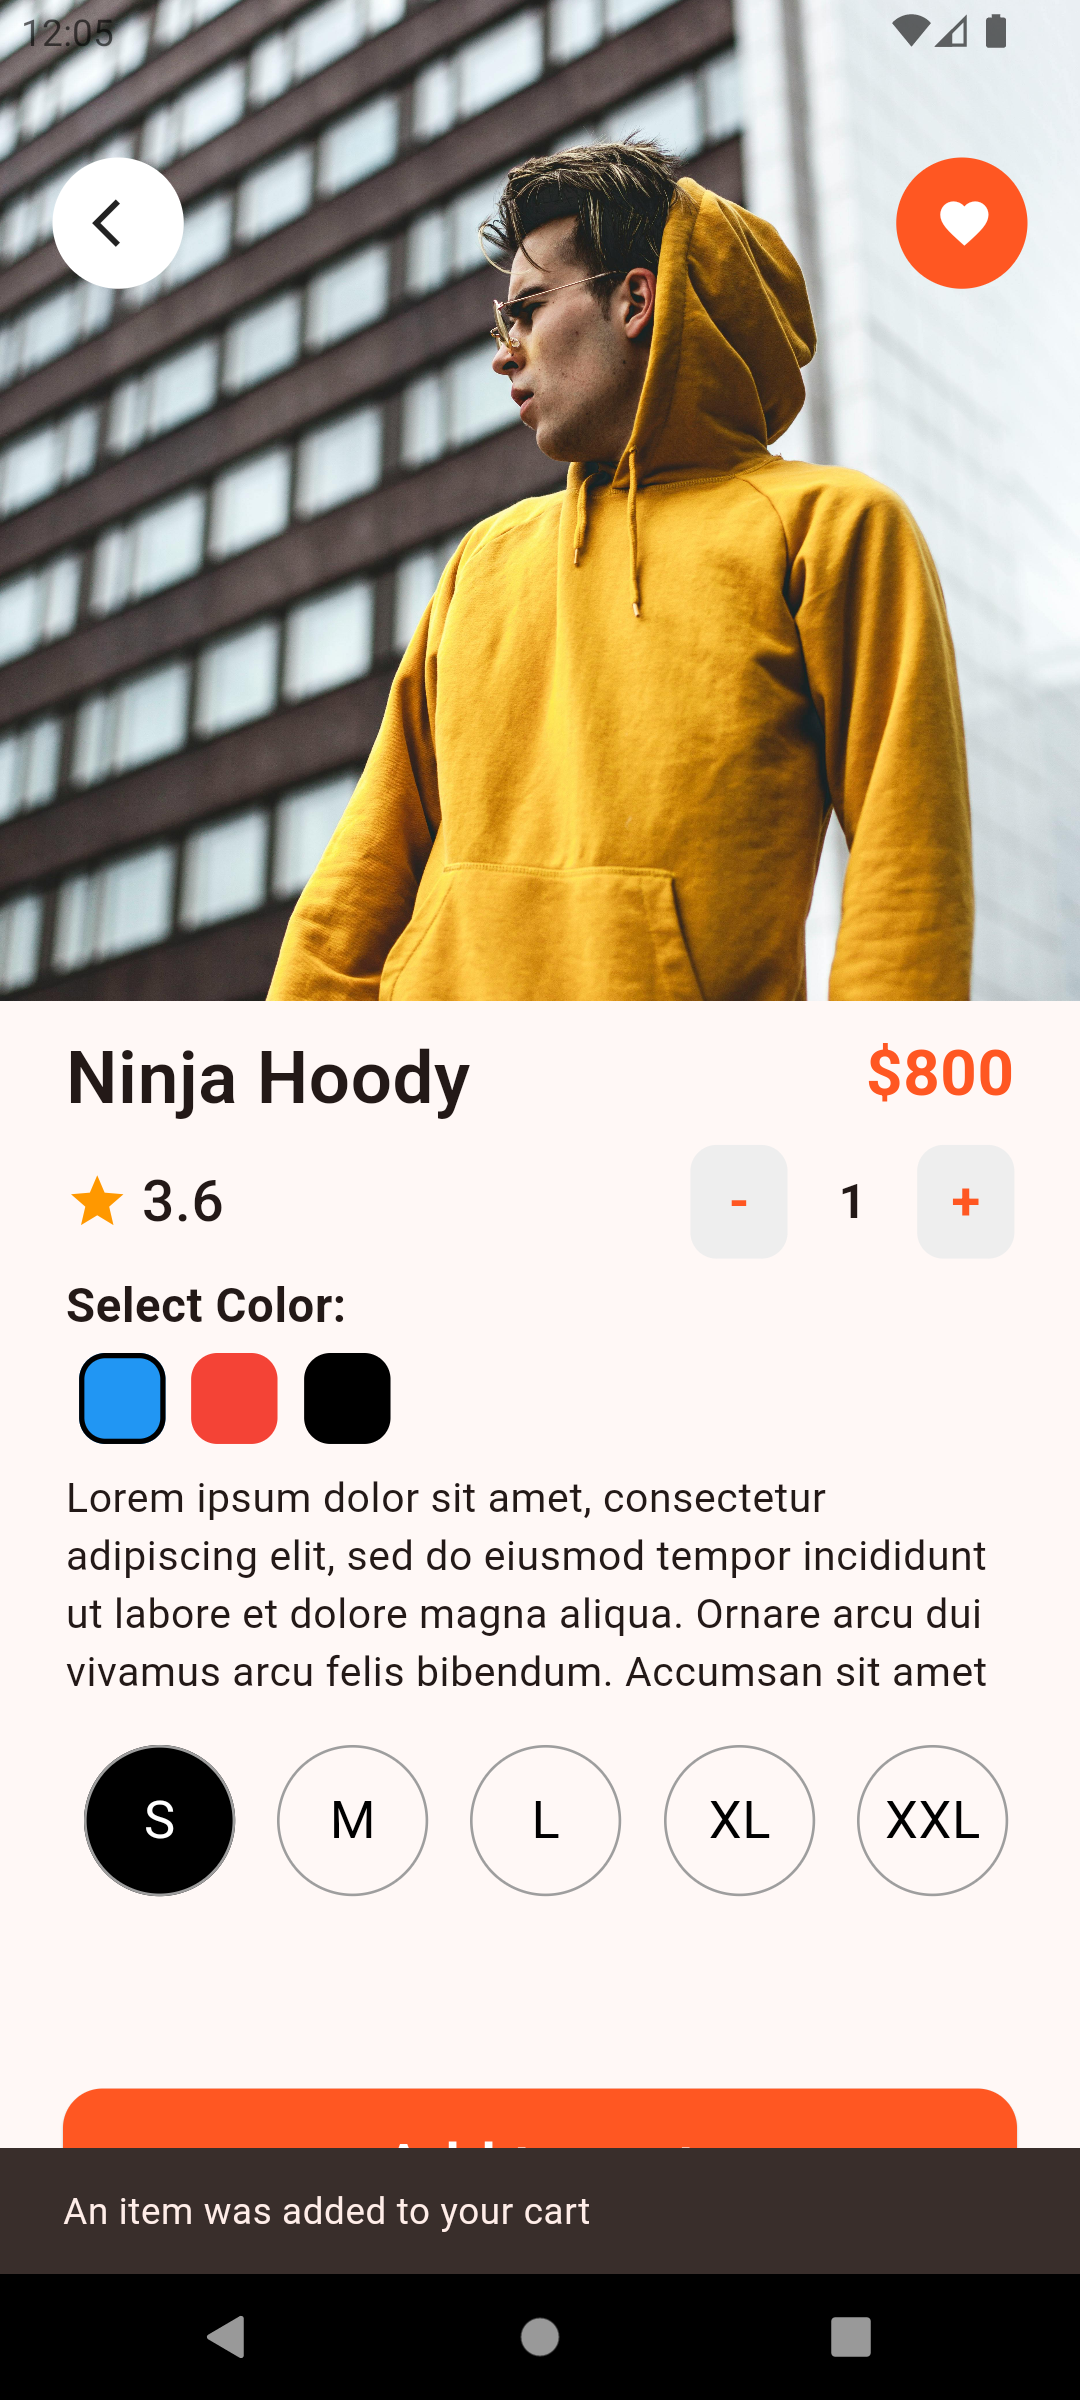 12:05
Ninja Hoody
$800
3.6
- 1 +
Select Color:
Lorem ipsum dolor sit amet, consectetur
adipiscing elit, sed do eiusmod tempor incididunt
ut labore et dolore magna aliqua. Ornare arcu dui
vivamus arcu felis bibendum. Accumsan sit amet
S M L XL XXL
An item was added to your cart